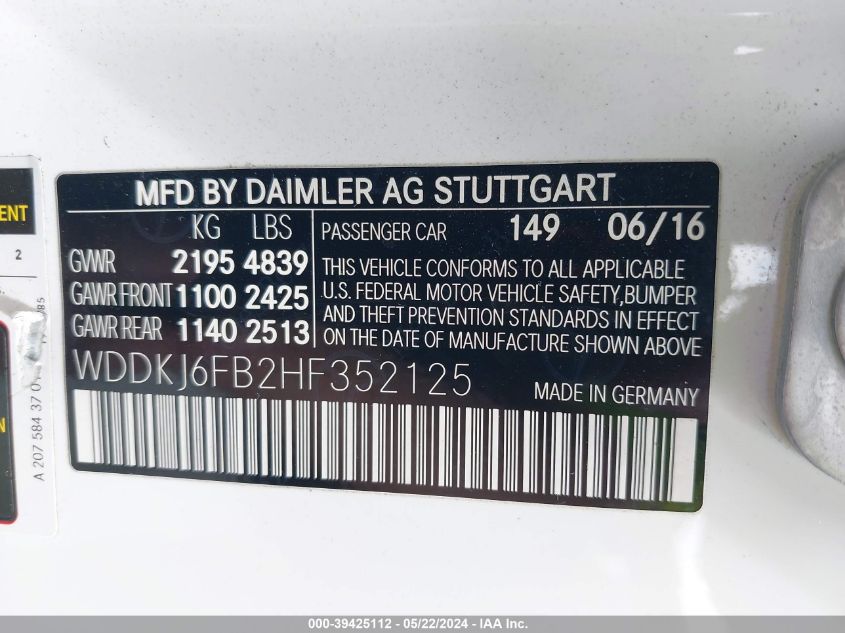 MFD BY DAIMLER AG STUTTGART
KG LBS
GVWR 2195 4839
GAWR FRONT 1100 2425
GAWR REAR 1140 2513
PASSENGER CAR 149 06/16
THIS VEHICLE CONFORMS TO ALL APPLICABLE
U.S. FEDERAL MOTOR VEHICLE SAFETY,BUMPER
AND THEFT PREVENTION STANDARDS IN EFFECT
ON THE DATE OF MANUFACTURE SHOWN ABOVE
WDDKJ6FB2HF352125
MADE IN GERMANY
2
A 207 584 37
000-39425112 - 05/22/2024 - IAA Inc.